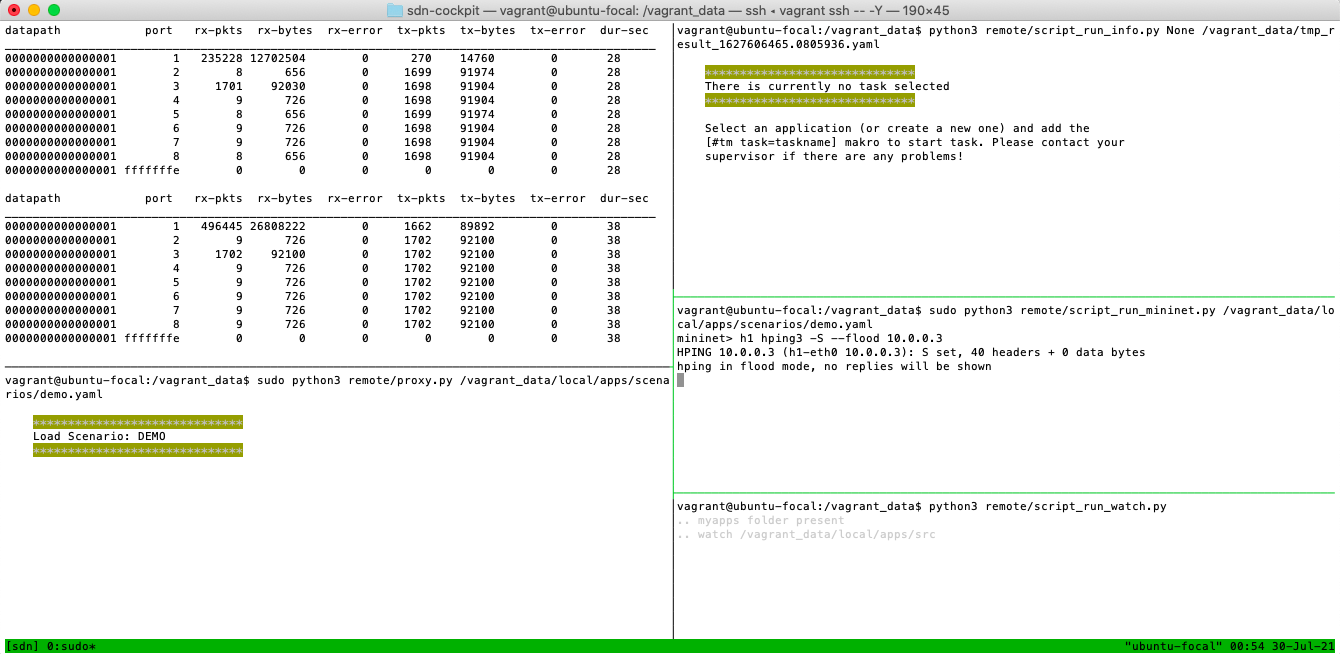 sdn-cockpit — vagrant@ubuntu-focal: /vagrant_data — ssh ◂ vagrant ssh -- -Y — 190×45
datapath port rx-pkts rx-bytes rx-error tx-pkts tx-bytes tx-error dur-sec
0000000000000001 1 235228 12702504 0 270 14760 0 28
0000000000000001 2 8 656 0 1699 91974 0 28
0000000000000001 3 1701 92030 0 1698 91904 0 28
0000000000000001 4 9 726 0 1698 91904 0 28
0000000000000001 5 8 656 0 1699 91974 0 28
0000000000000001 6 9 726 0 1698 91904 0 28
0000000000000001 7 9 726 0 1698 91904 0 28
0000000000000001 8 8 656 0 1698 91904 0 28
0000000000000001 fffffffe 0 0 0 0 0 0 28
datapath port rx-pkts rx-bytes rx-error tx-pkts tx-bytes tx-error dur-sec
0000000000000001 1 496445 26808222 0 1662 89892 0 38
0000000000000001 2 9 726 0 1702 92100 0 38
0000000000000001 3 1702 92100 0 1702 92100 0 38
0000000000000001 4 9 726 0 1702 92100 0 38
0000000000000001 5 9 726 0 1702 92100 0 38
0000000000000001 6 9 726 0 1702 92100 0 38
0000000000000001 7 9 726 0 1702 92100 0 38
0000000000000001 8 9 726 0 1702 92100 0 38
0000000000000001 fffffffe 0 0 0 0 0 0 38
vagrant@ubuntu-focal:/vagrant_data$ sudo python3 remote/proxy.py /vagrant_data/local/apps/scena
rios/demo.yaml
******************************
Load Scenario: DEMO
******************************
vagrant@ubuntu-focal:/vagrant_data$ python3 remote/script_run_info.py None /vagrant_data/tmp_r
esult_1627606465.0805936.yaml
******************************
There is currently no task selected
******************************
Select an application (or create a new one) and add the
[#tm task=taskname] makro to start task. Please contact your
supervisor if there are any problems!
vagrant@ubuntu-focal:/vagrant_data$ sudo python3 remote/script_run_mininet.py /vagrant_data/lo
cal/apps/scenarios/demo.yaml
mininet> h1 hping3 -S --flood 10.0.0.3
HPING 10.0.0.3 (h1-eth0 10.0.0.3): S set, 40 headers + 0 data bytes
hping in flood mode, no replies will be shown
vagrant@ubuntu-focal:/vagrant_data$ python3 remote/script_run_watch.py
.. myapps folder present
.. watch /vagrant_data/local/apps/src
[sdn] 0:sudo* "ubuntu-focal" 00:54 30-Jul-21